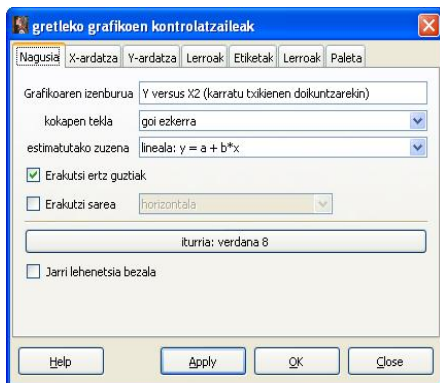 gretleko grafikoen kontrolatzaileak
Nagusia X-ardatza Y-ardatza Lerroak Etiketak Lerroak Paleta
Grafikoaren izenburua Y versus X2 (karratu txikienen doikuntzarekin)
kokapen tekla goi ezkerra
estimatutako zuzena lineala: y = a + b*x
Erakutsi ertz guztiak
Erakutzi sarea horizontala
iturria: verdana 8
Jarri lehenetsia bezala
Help Apply OK Close